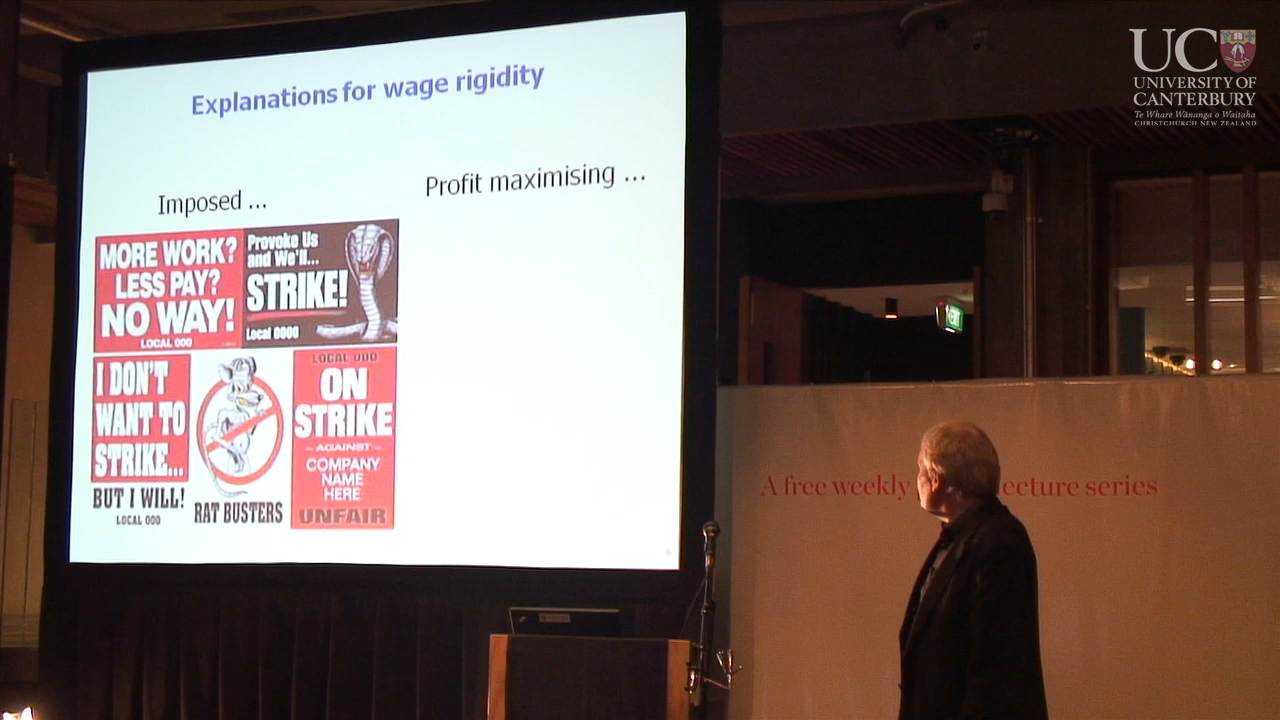 Explanations for wage rigidity
Imposed ...
Profit maximising ...
MORE WORK?
LESS PAY?
NO WAY!
LOCAL 000
Provoke Us
and We'll...
STRIKE!
Local 0000
I DON'T
WANT TO
STRIKE...
BUT I WILL!
LOCAL 000
RAT BUSTERS
LOCAL 000
ON
STRIKE
– AGAINST –
COMPANY
NAME
HERE
UNFAIR
UC
UNIVERSITY OF
CANTERBURY
Te Whare Wānanga o Waitaha
CHRISTCHURCH NEW ZEALAND
EXIT
A free weekly ecture series